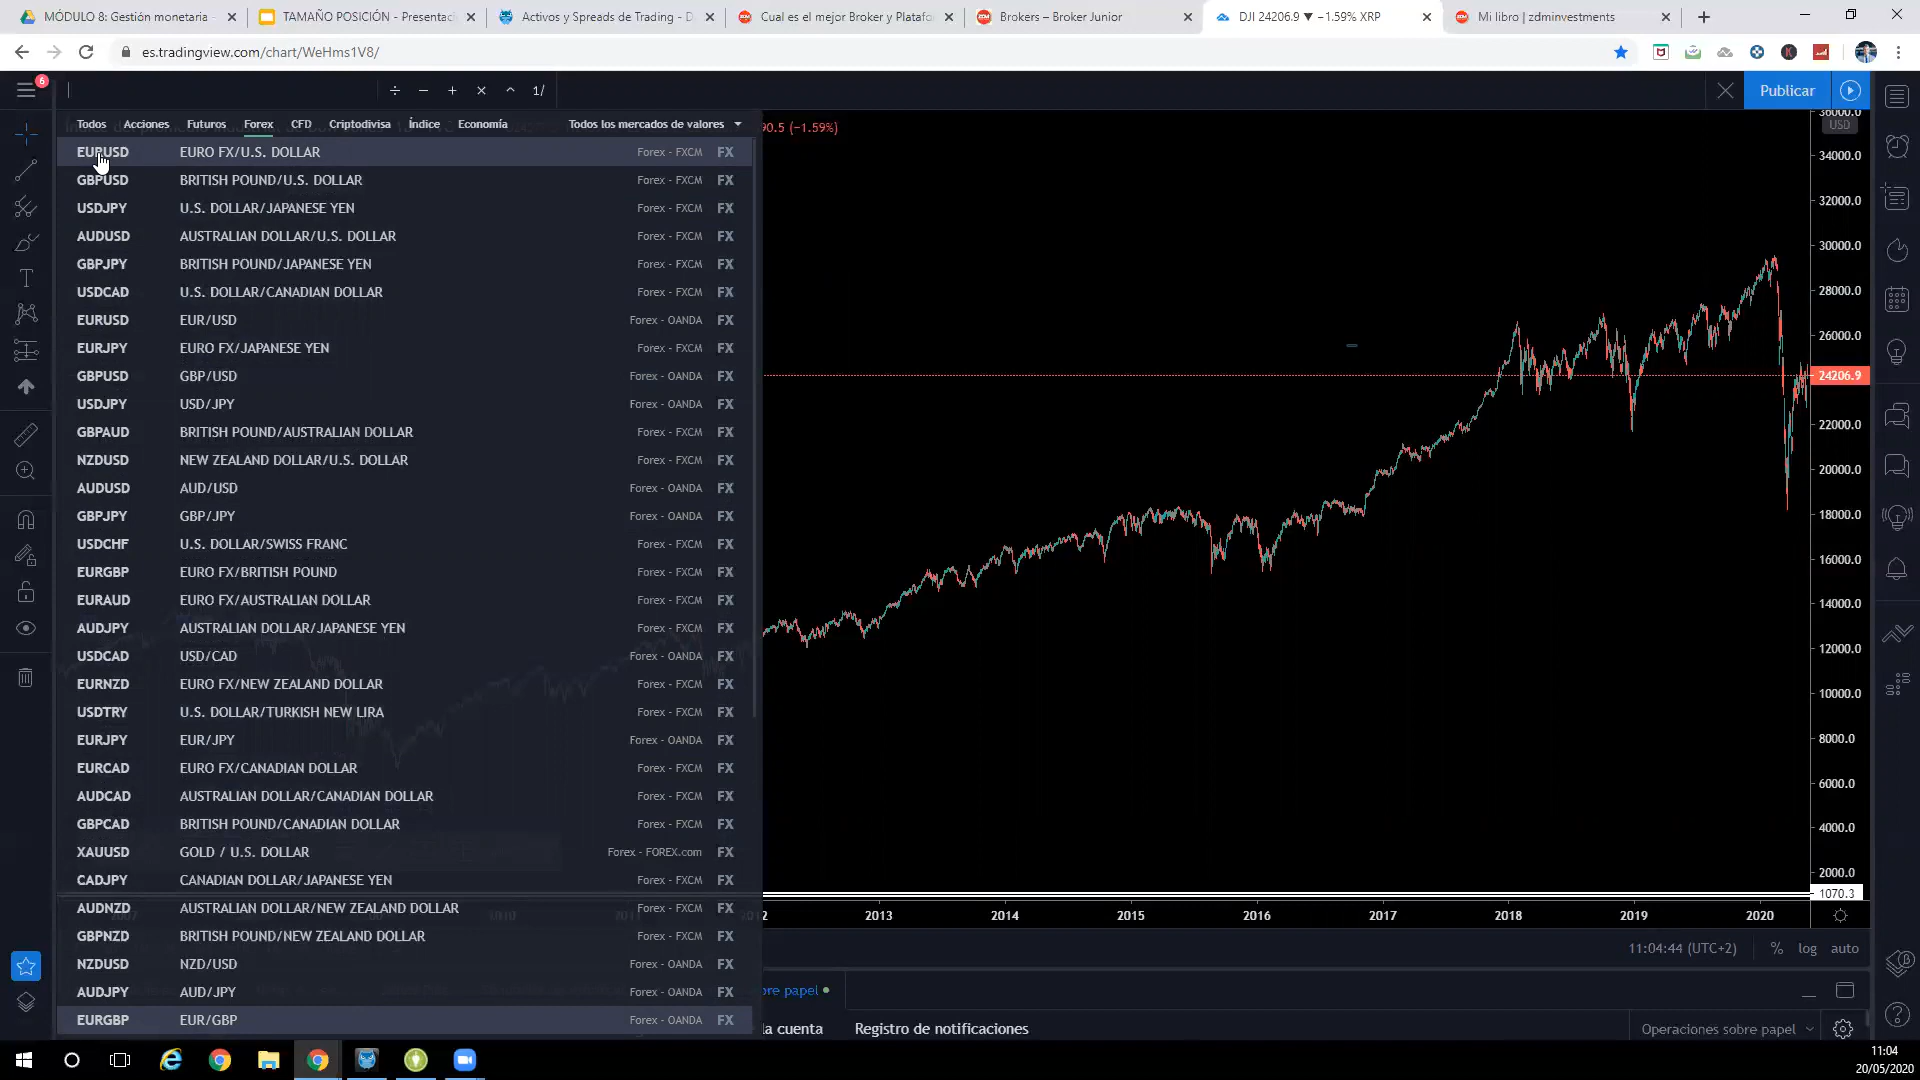 MÓDULO 8: Gestión monetaria
TAMAÑO POSICIÓN - Presentaci
Activos y Spreads de Trading - D
Cual es el mejor Broker y Platafo
Brokers – Broker Junior
DJI 24206.9 ▼ −1.59% XRP
Mi libro | zdminvestments
es.tradingview.com/chart/WeHms1V8/
6
÷ − + × ^ 1/
Publicar
Todos Acciones Futuros Forex CFD Criptodivisa Índice Economía Todos los mercados de valores
90.5 (−1.59%)
EURUSD EURO FX/U.S. DOLLAR Forex - FXCM FX
GBPUSD BRITISH POUND/U.S. DOLLAR Forex - FXCM FX
USDJPY U.S. DOLLAR/JAPANESE YEN Forex - FXCM FX
AUDUSD AUSTRALIAN DOLLAR/U.S. DOLLAR Forex - FXCM FX
GBPJPY BRITISH POUND/JAPANESE YEN Forex - FXCM FX
USDCAD U.S. DOLLAR/CANADIAN DOLLAR Forex - FXCM FX
EURUSD EUR/USD Forex - OANDA FX
EURJPY EURO FX/JAPANESE YEN Forex - FXCM FX
GBPUSD GBP/USD Forex - OANDA FX
USDJPY USD/JPY Forex - OANDA FX
GBPAUD BRITISH POUND/AUSTRALIAN DOLLAR Forex - FXCM FX
NZDUSD NEW ZEALAND DOLLAR/U.S. DOLLAR Forex - FXCM FX
AUDUSD AUD/USD Forex - OANDA FX
GBPJPY GBP/JPY Forex - OANDA FX
USDCHF U.S. DOLLAR/SWISS FRANC Forex - FXCM FX
EURGBP EURO FX/BRITISH POUND Forex - FXCM FX
EURAUD EURO FX/AUSTRALIAN DOLLAR Forex - FXCM FX
AUDJPY AUSTRALIAN DOLLAR/JAPANESE YEN Forex - FXCM FX
USDCAD USD/CAD Forex - OANDA FX
EURNZD EURO FX/NEW ZEALAND DOLLAR Forex - FXCM FX
USDTRY U.S. DOLLAR/TURKISH NEW LIRA Forex - FXCM FX
EURJPY EUR/JPY Forex - OANDA FX
EURCAD EURO FX/CANADIAN DOLLAR Forex - FXCM FX
AUDCAD AUSTRALIAN DOLLAR/CANADIAN DOLLAR Forex - FXCM FX
GBPCAD BRITISH POUND/CANADIAN DOLLAR Forex - FXCM FX
XAUUSD GOLD / U.S. DOLLAR Forex - FOREX.com FX
CADJPY CANADIAN DOLLAR/JAPANESE YEN Forex - FXCM FX
AUDNZD AUSTRALIAN DOLLAR/NEW ZEALAND DOLLAR Forex - FXCM FX
GBPNZD BRITISH POUND/NEW ZEALAND DOLLAR Forex - FXCM FX
NZDUSD NZD/USD Forex - OANDA FX
AUDJPY AUD/JPY Forex - OANDA FX
EURGBP EUR/GBP Forex - OANDA FX
36000.0
USD
34000.0
32000.0
30000.0
28000.0
26000.0
24206.9
22000.0
20000.0
18000.0
16000.0
14000.0
12000.0
10000.0
8000.0
6000.0
4000.0
2000.0
1070.3
2012 2013 2014 2015 2016 2017 2018 2019 2020
11:04:44 (UTC+2) % log auto
bre papel
la cuenta Registro de notificaciones Operaciones sobre papel
11:04
20/05/2020